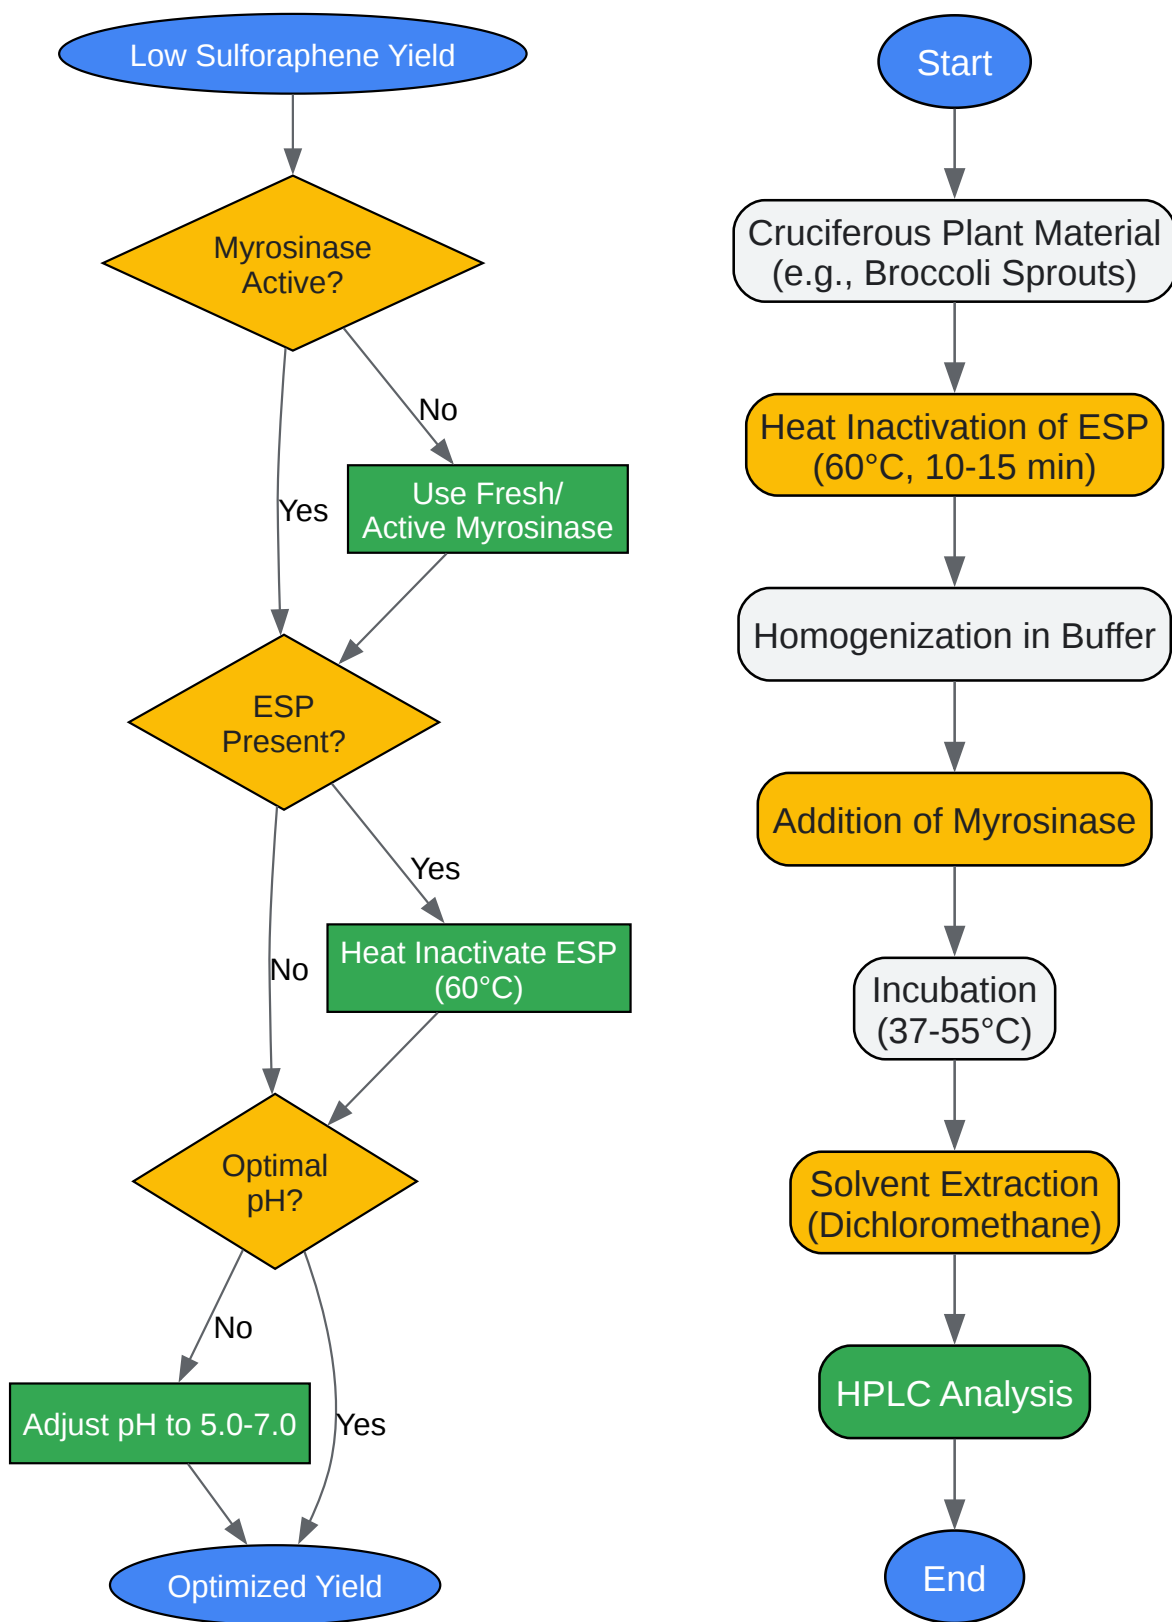 Low Sulforaphene Yield
Myrosinase
Active?
No
Yes
Use Fresh/
Active Myrosinase
ESP
Present?
Yes
No
Heat Inactivate ESP
(60°C)
Optimal
pH?
No
Yes
Adjust pH to 5.0-7.0
Optimized Yield
Start
Cruciferous Plant Material
(e.g., Broccoli Sprouts)
Heat Inactivation of ESP
(60°C, 10-15 min)
Homogenization in Buffer
Addition of Myrosinase
Incubation
(37-55°C)
Solvent Extraction
(Dichloromethane)
HPLC Analysis
End